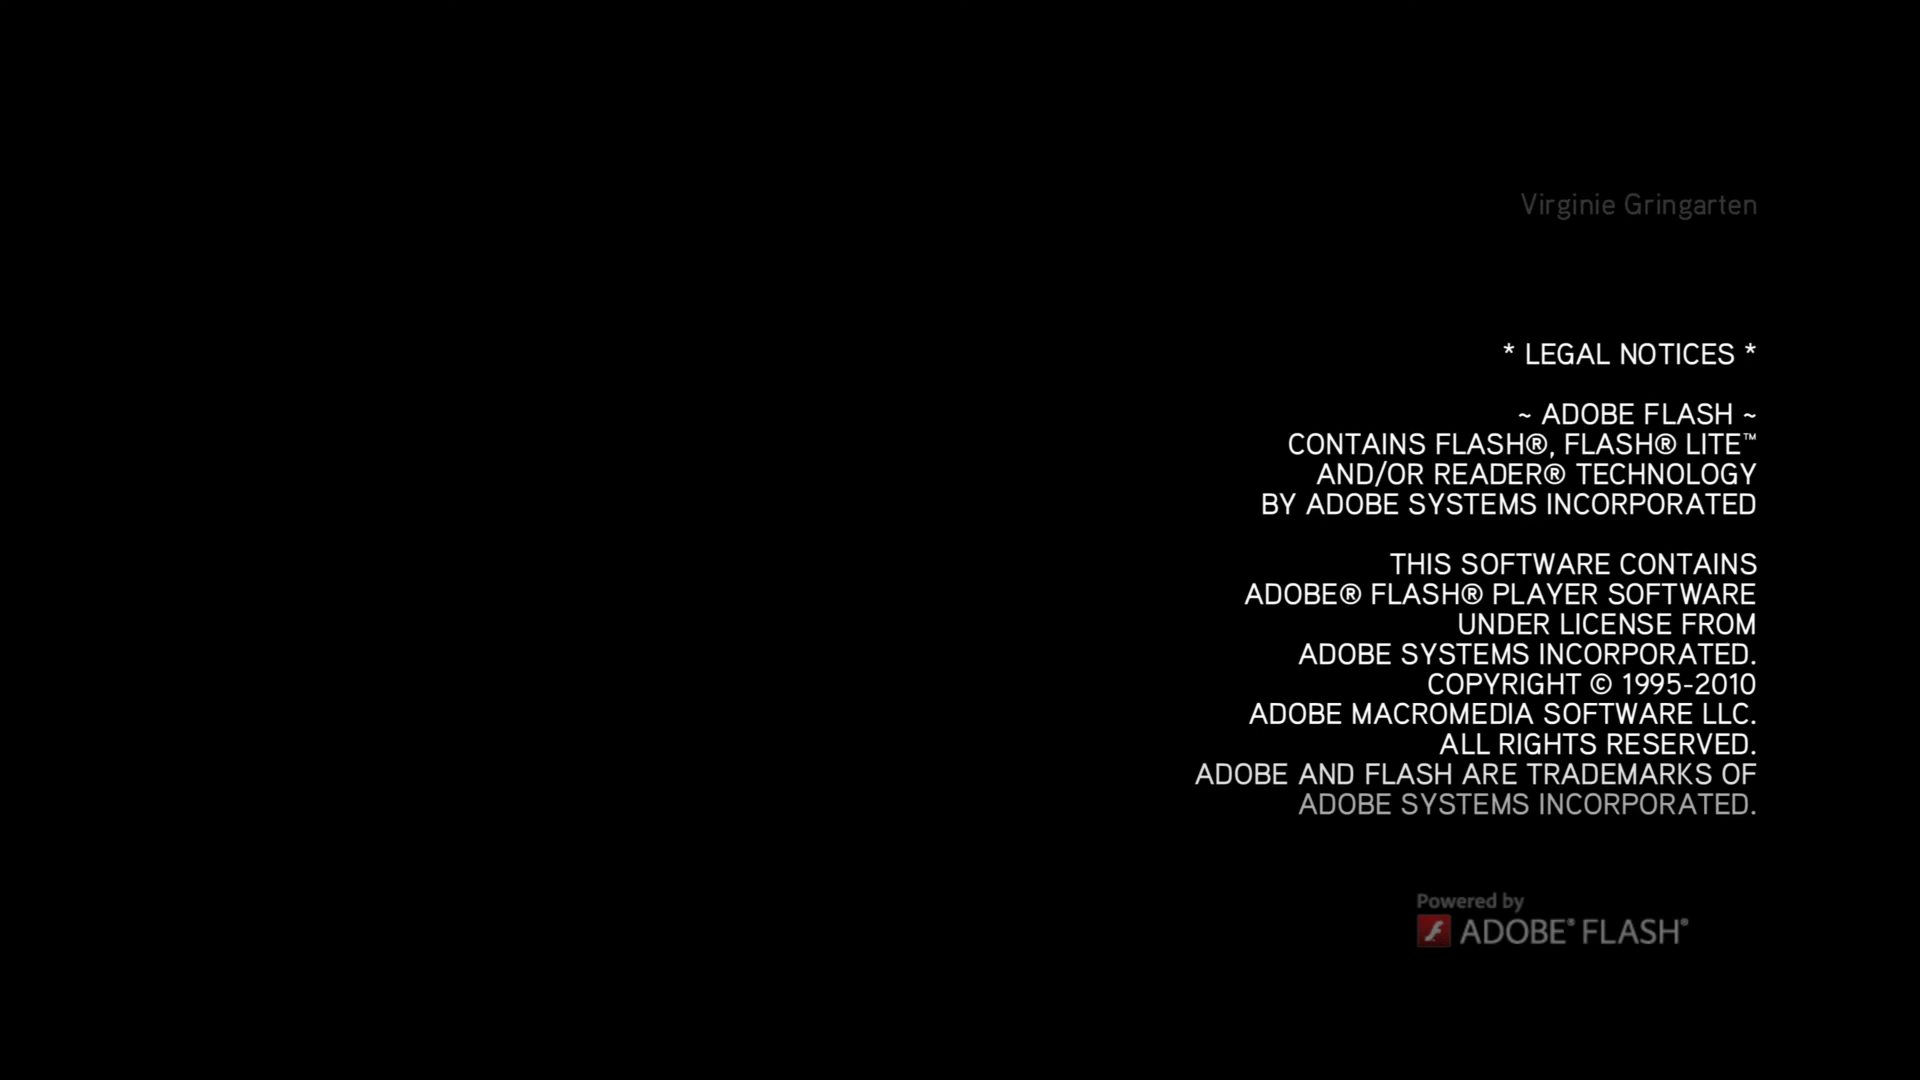 Virginie Gringarten
* LEGAL NOTICES *
~ ADOBE FLASH ~
CONTAINS FLASH®, FLASH® LITE™
AND/OR READER® TECHNOLOGY
BY ADOBE SYSTEMS INCORPORATED
THIS SOFTWARE CONTAINS
ADOBE® FLASH® PLAYER SOFTWARE
UNDER LICENSE FROM
ADOBE SYSTEMS INCORPORATED.
COPYRIGHT © 1995-2010
ADOBE MACROMEDIA SOFTWARE LLC.
ALL RIGHTS RESERVED.
ADOBE AND FLASH ARE TRADEMARKS OF
ADOBE SYSTEMS INCORPORATED.
Powered by
ADOBE® FLASH®